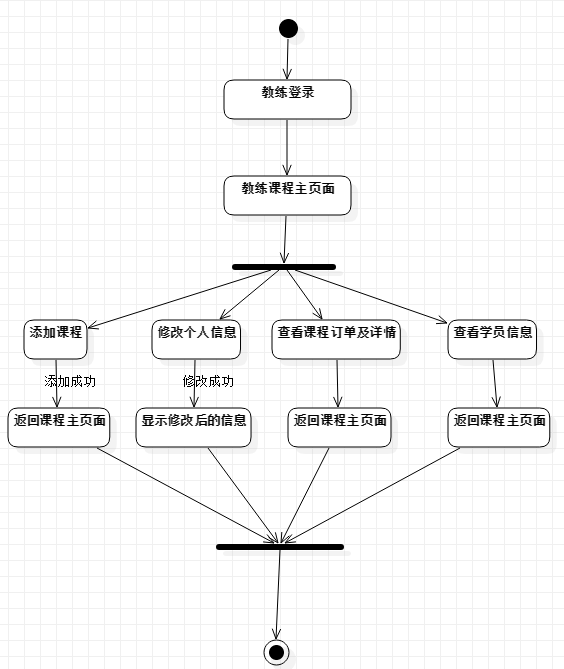 教练登录
教练课程主页面
添加课程
修改个人信息
查看课程订单及详情
查看学员信息
添加成功
修改成功
返回课程主页面
显示修改后的信息
返回课程主页面
返回课程主页面